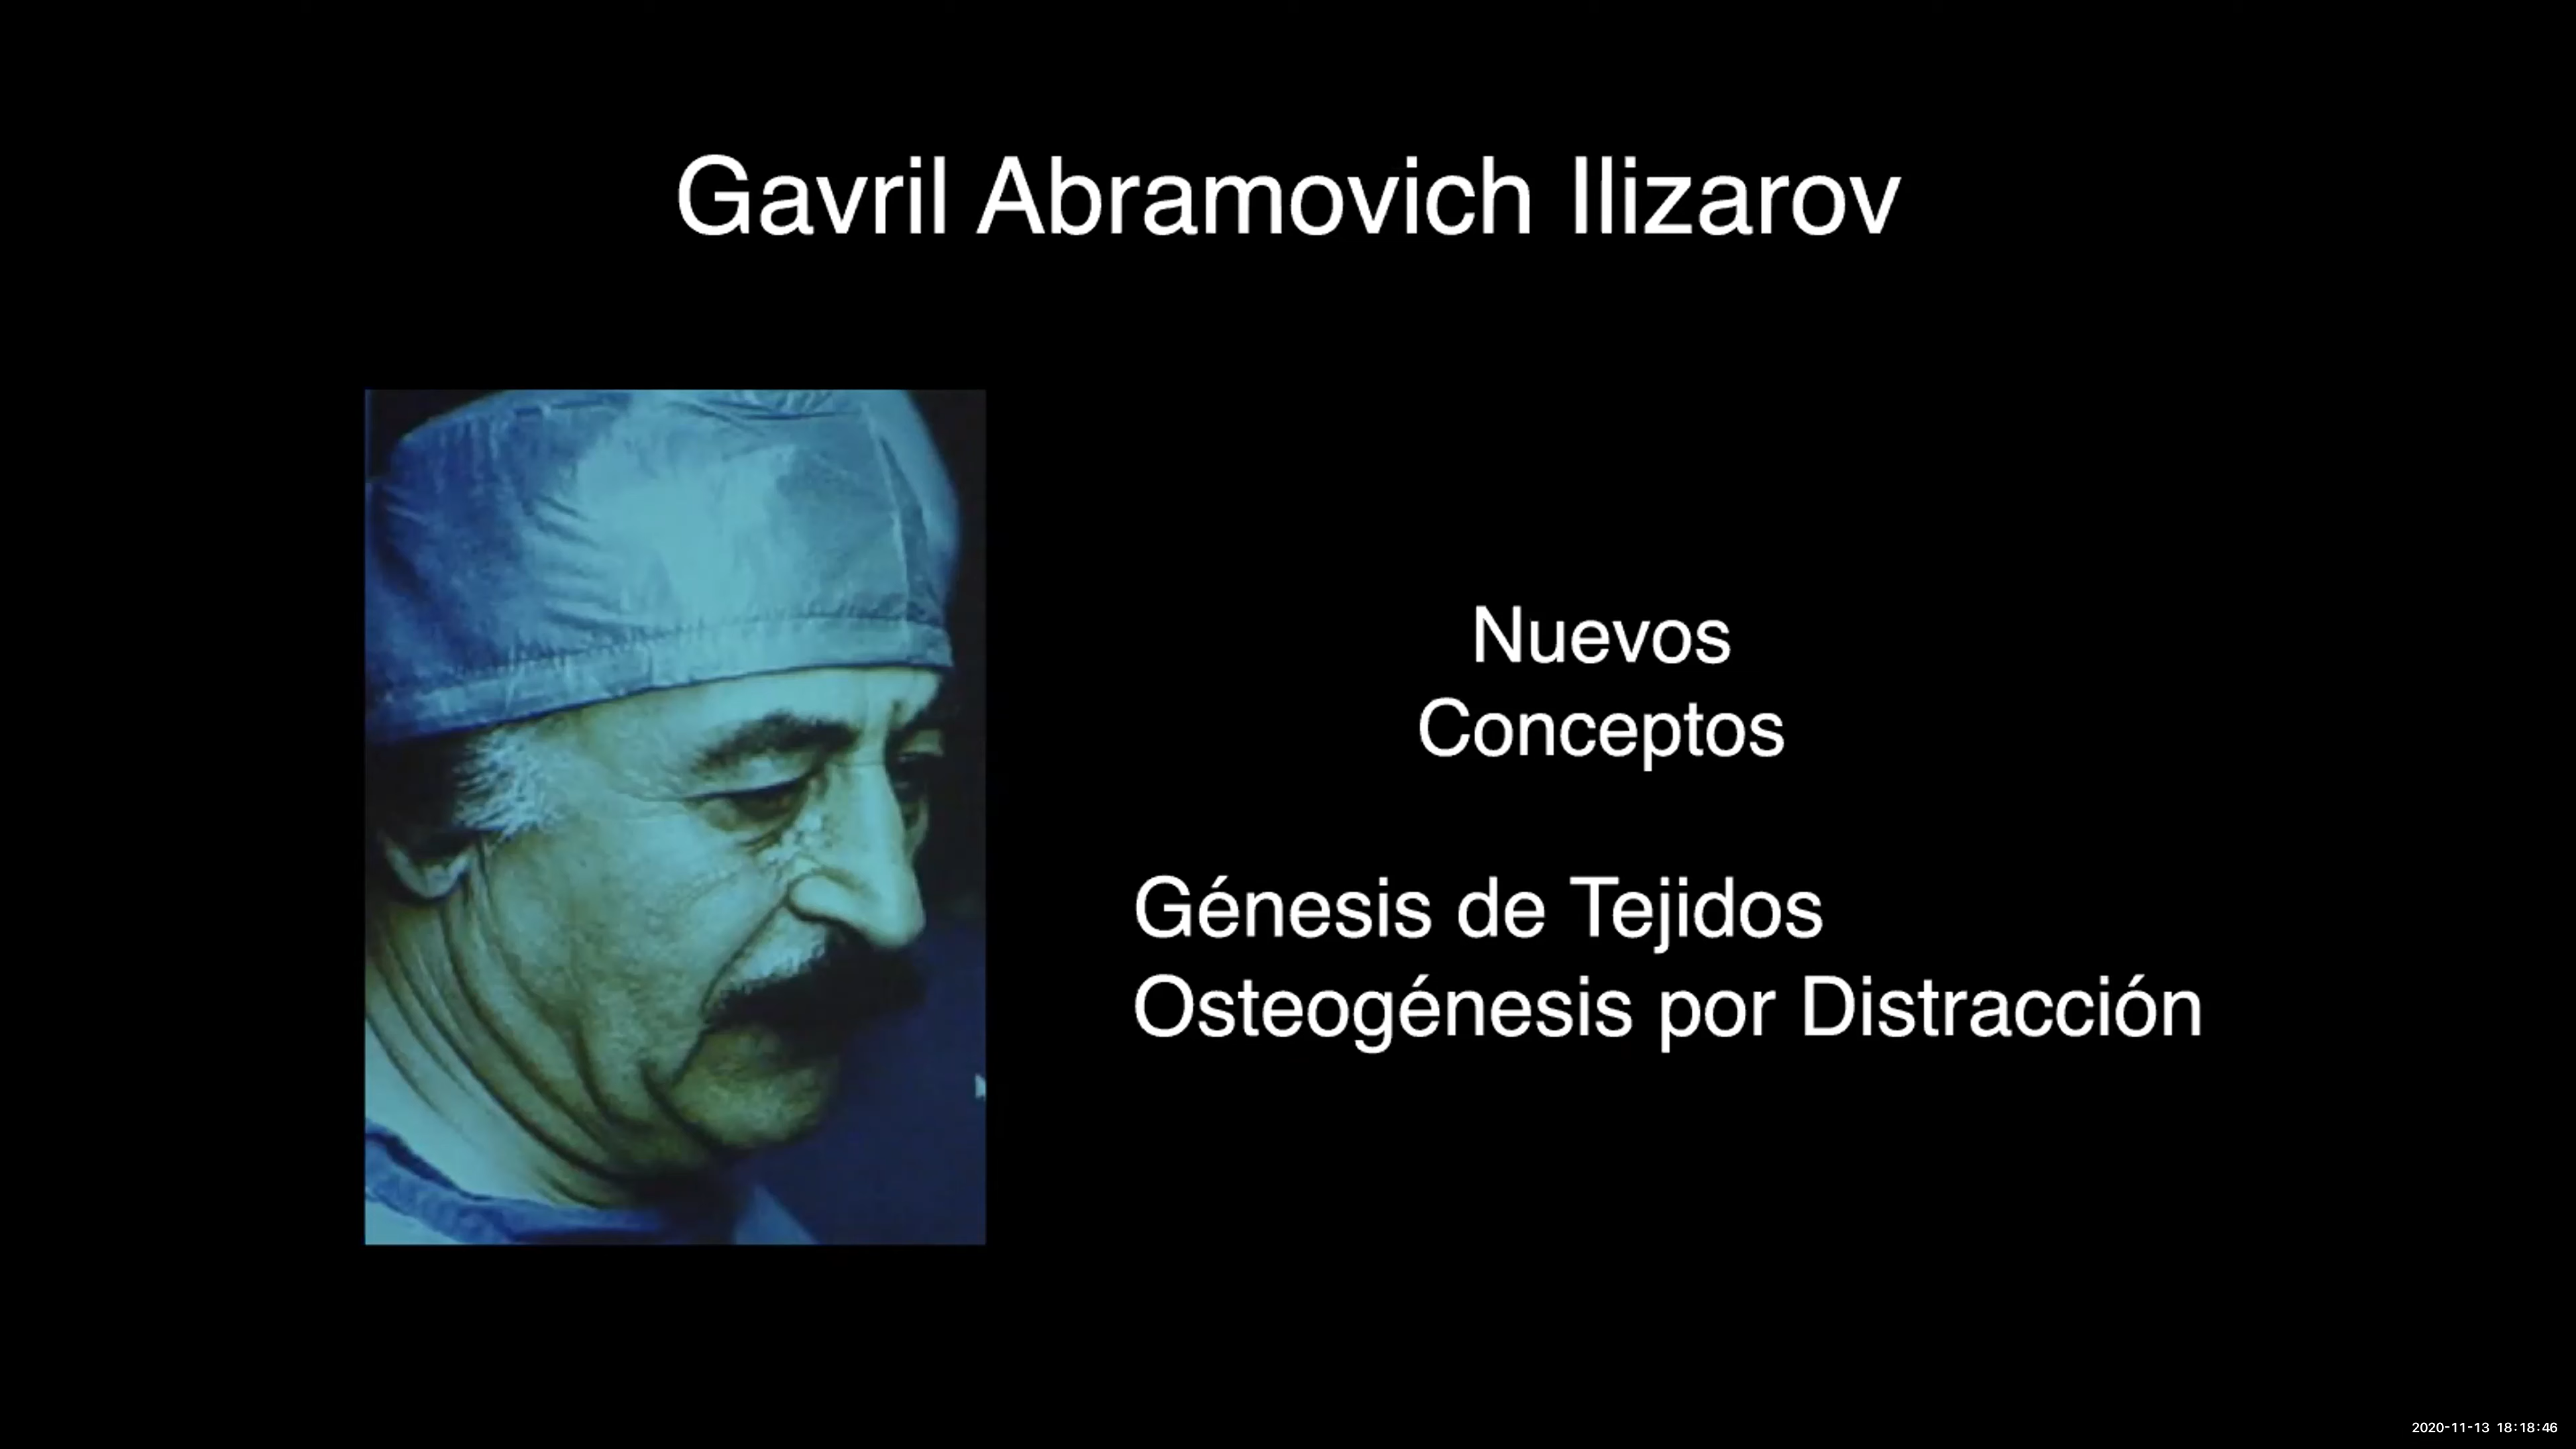 Gavril Abramovich Ilizarov
Nuevos
Conceptos
Génesis de Tejidos
Osteogénesis por Distracción
2020-11-13 18:18:46